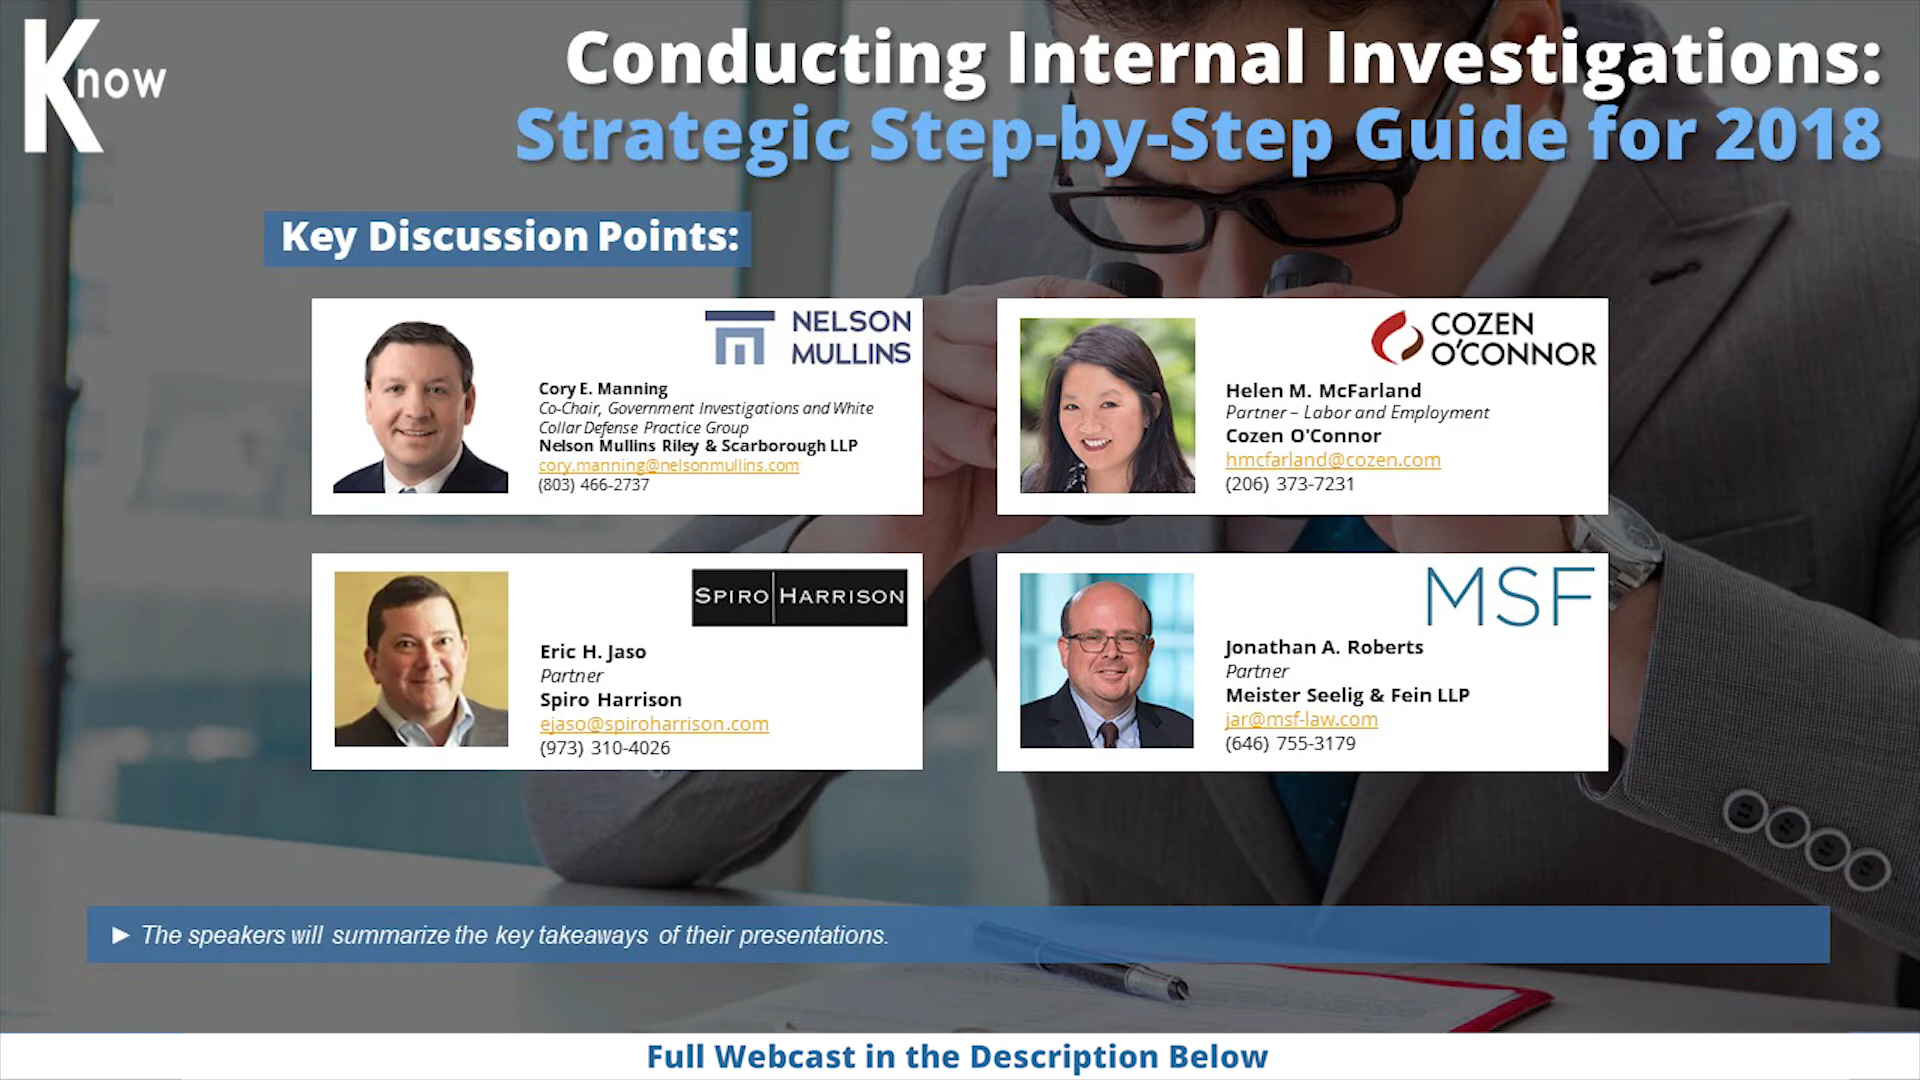 Know
Conducting Internal Investigations:
Strategic Step-by-Step Guide for 2018
Key Discussion Points:
NELSON
MULLINS
Cory E. Manning
Co-Chair, Government Investigations and White
Collar Defense Practice Group
Nelson Mullins Riley & Scarborough LLP
cory.manning@nelsonmullins.com
(803) 466-2737
COZEN
O'CONNOR
Helen M. McFarland
Partner – Labor and Employment
Cozen O'Connor
hmcfarland@cozen.com
(206) 373-7231
SPIRO HARRISON
Eric H. Jaso
Partner
Spiro Harrison
ejaso@spiroharrison.com
(973) 310-4026
MSF
Jonathan A. Roberts
Partner
Meister Seelig & Fein LLP
jar@msf-law.com
(646) 755-3179
► The speakers will summarize the key takeaways of their presentations.
Full Webcast in the Description Below